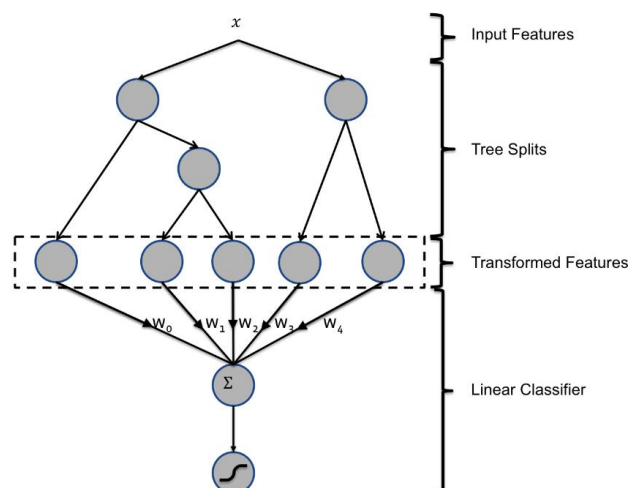 x
Input Features
Tree Splits
Transformed Features
W₀ W₁ W₂ W₃ W₄
Σ
Linear Classifier